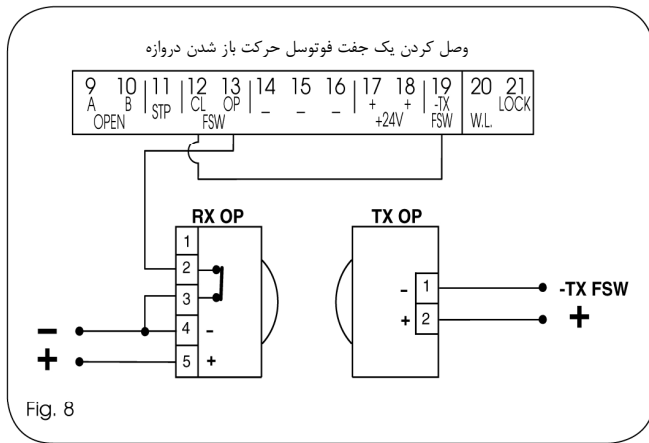 وصل کردن یک جفت فوتوسل حرکت باز شدن دروازه
9 10 11 12 13 14 15 16 17 18 19 20 21
A B STP CL OP _ _ _ + + -TX W.L. LOCK
OPEN FSW +24V FSW
RX OP
TX OP
1
2
3
4 -
5 +
-
+
- 1
+ 2
-TX FSW
+
Fig. 8